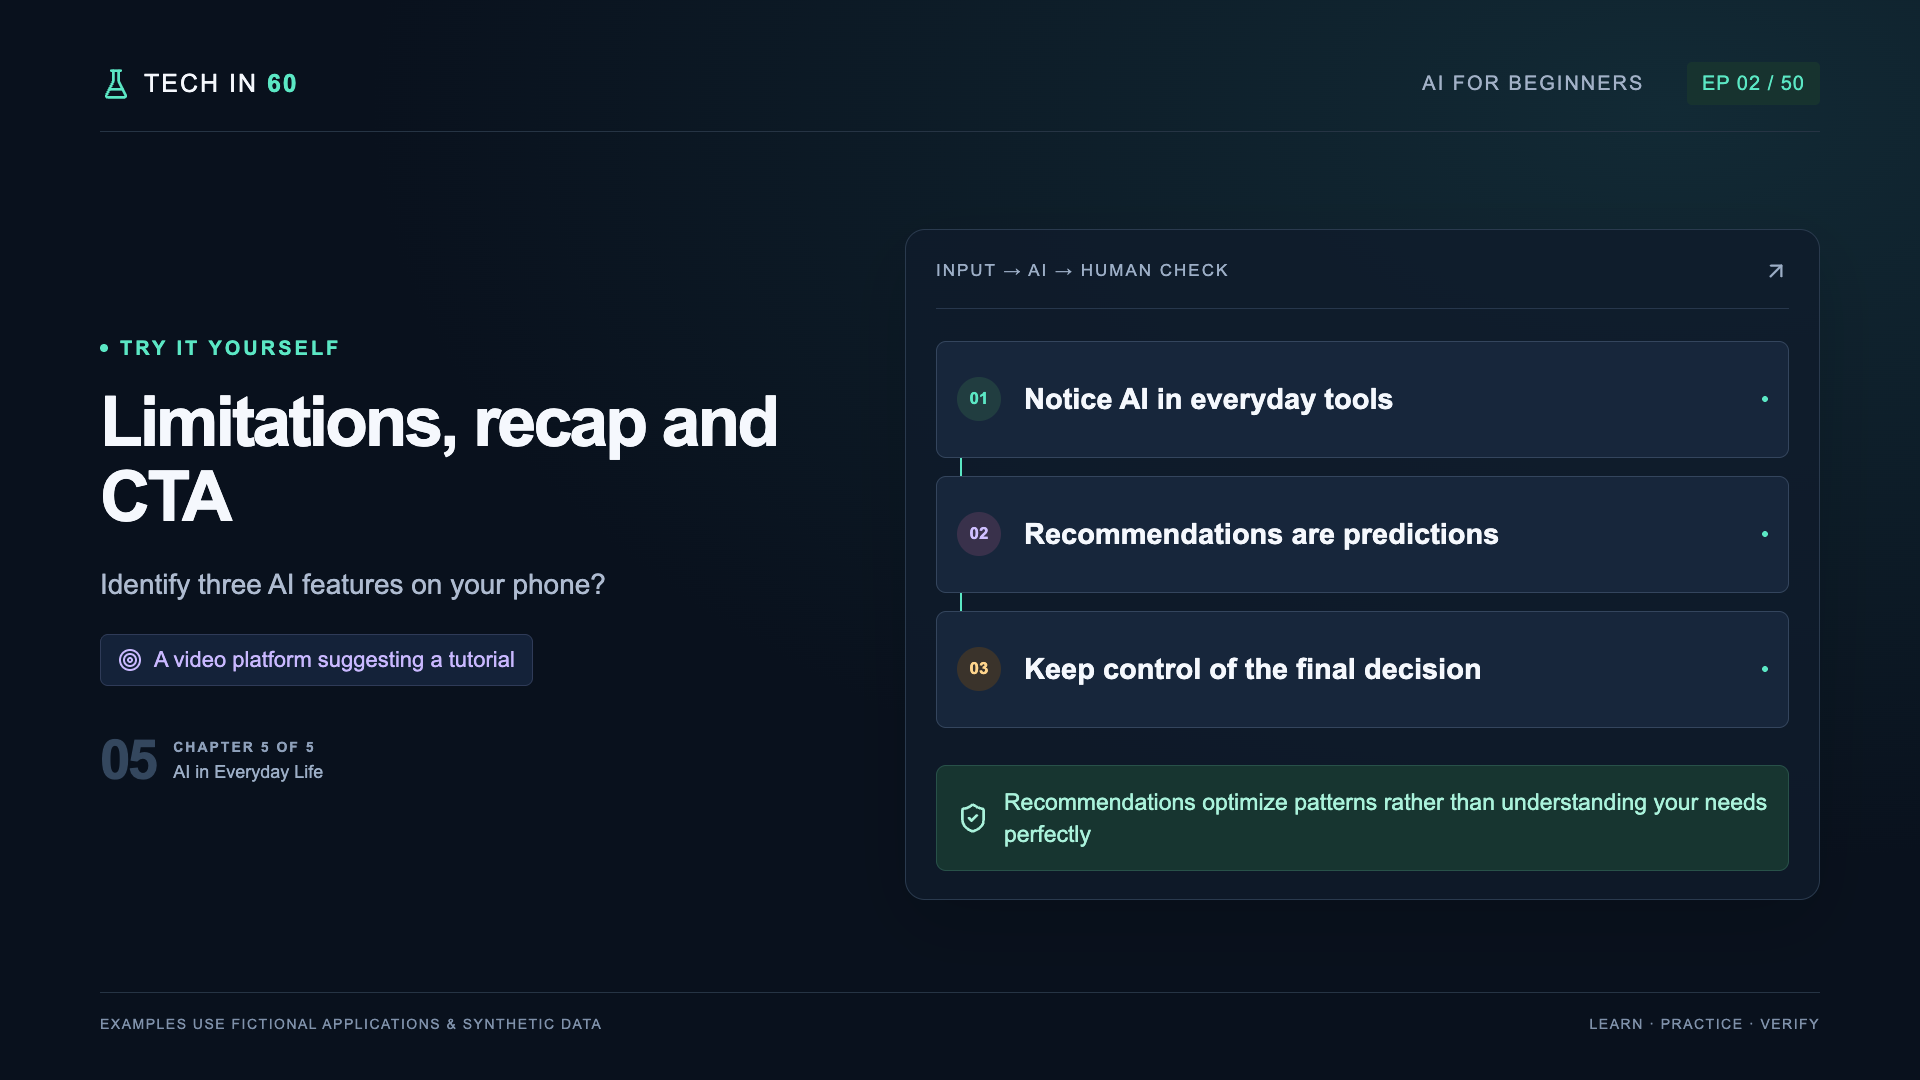 TECH IN 60
AI FOR BEGINNERS
EP 02 / 50
TRY IT YOURSELF
Limitations, recap and
CTA
Identify three AI features on your phone?
A video platform suggesting a tutorial
05
CHAPTER 5 OF 5
AI in Everyday Life
INPUT → AI → HUMAN CHECK
01
Notice AI in everyday tools
02
Recommendations are predictions
03
Keep control of the final decision
Recommendations optimize patterns rather than understanding your needs
perfectly
EXAMPLES USE FICTIONAL APPLICATIONS & SYNTHETIC DATA
LEARN · PRACTICE · VERIFY